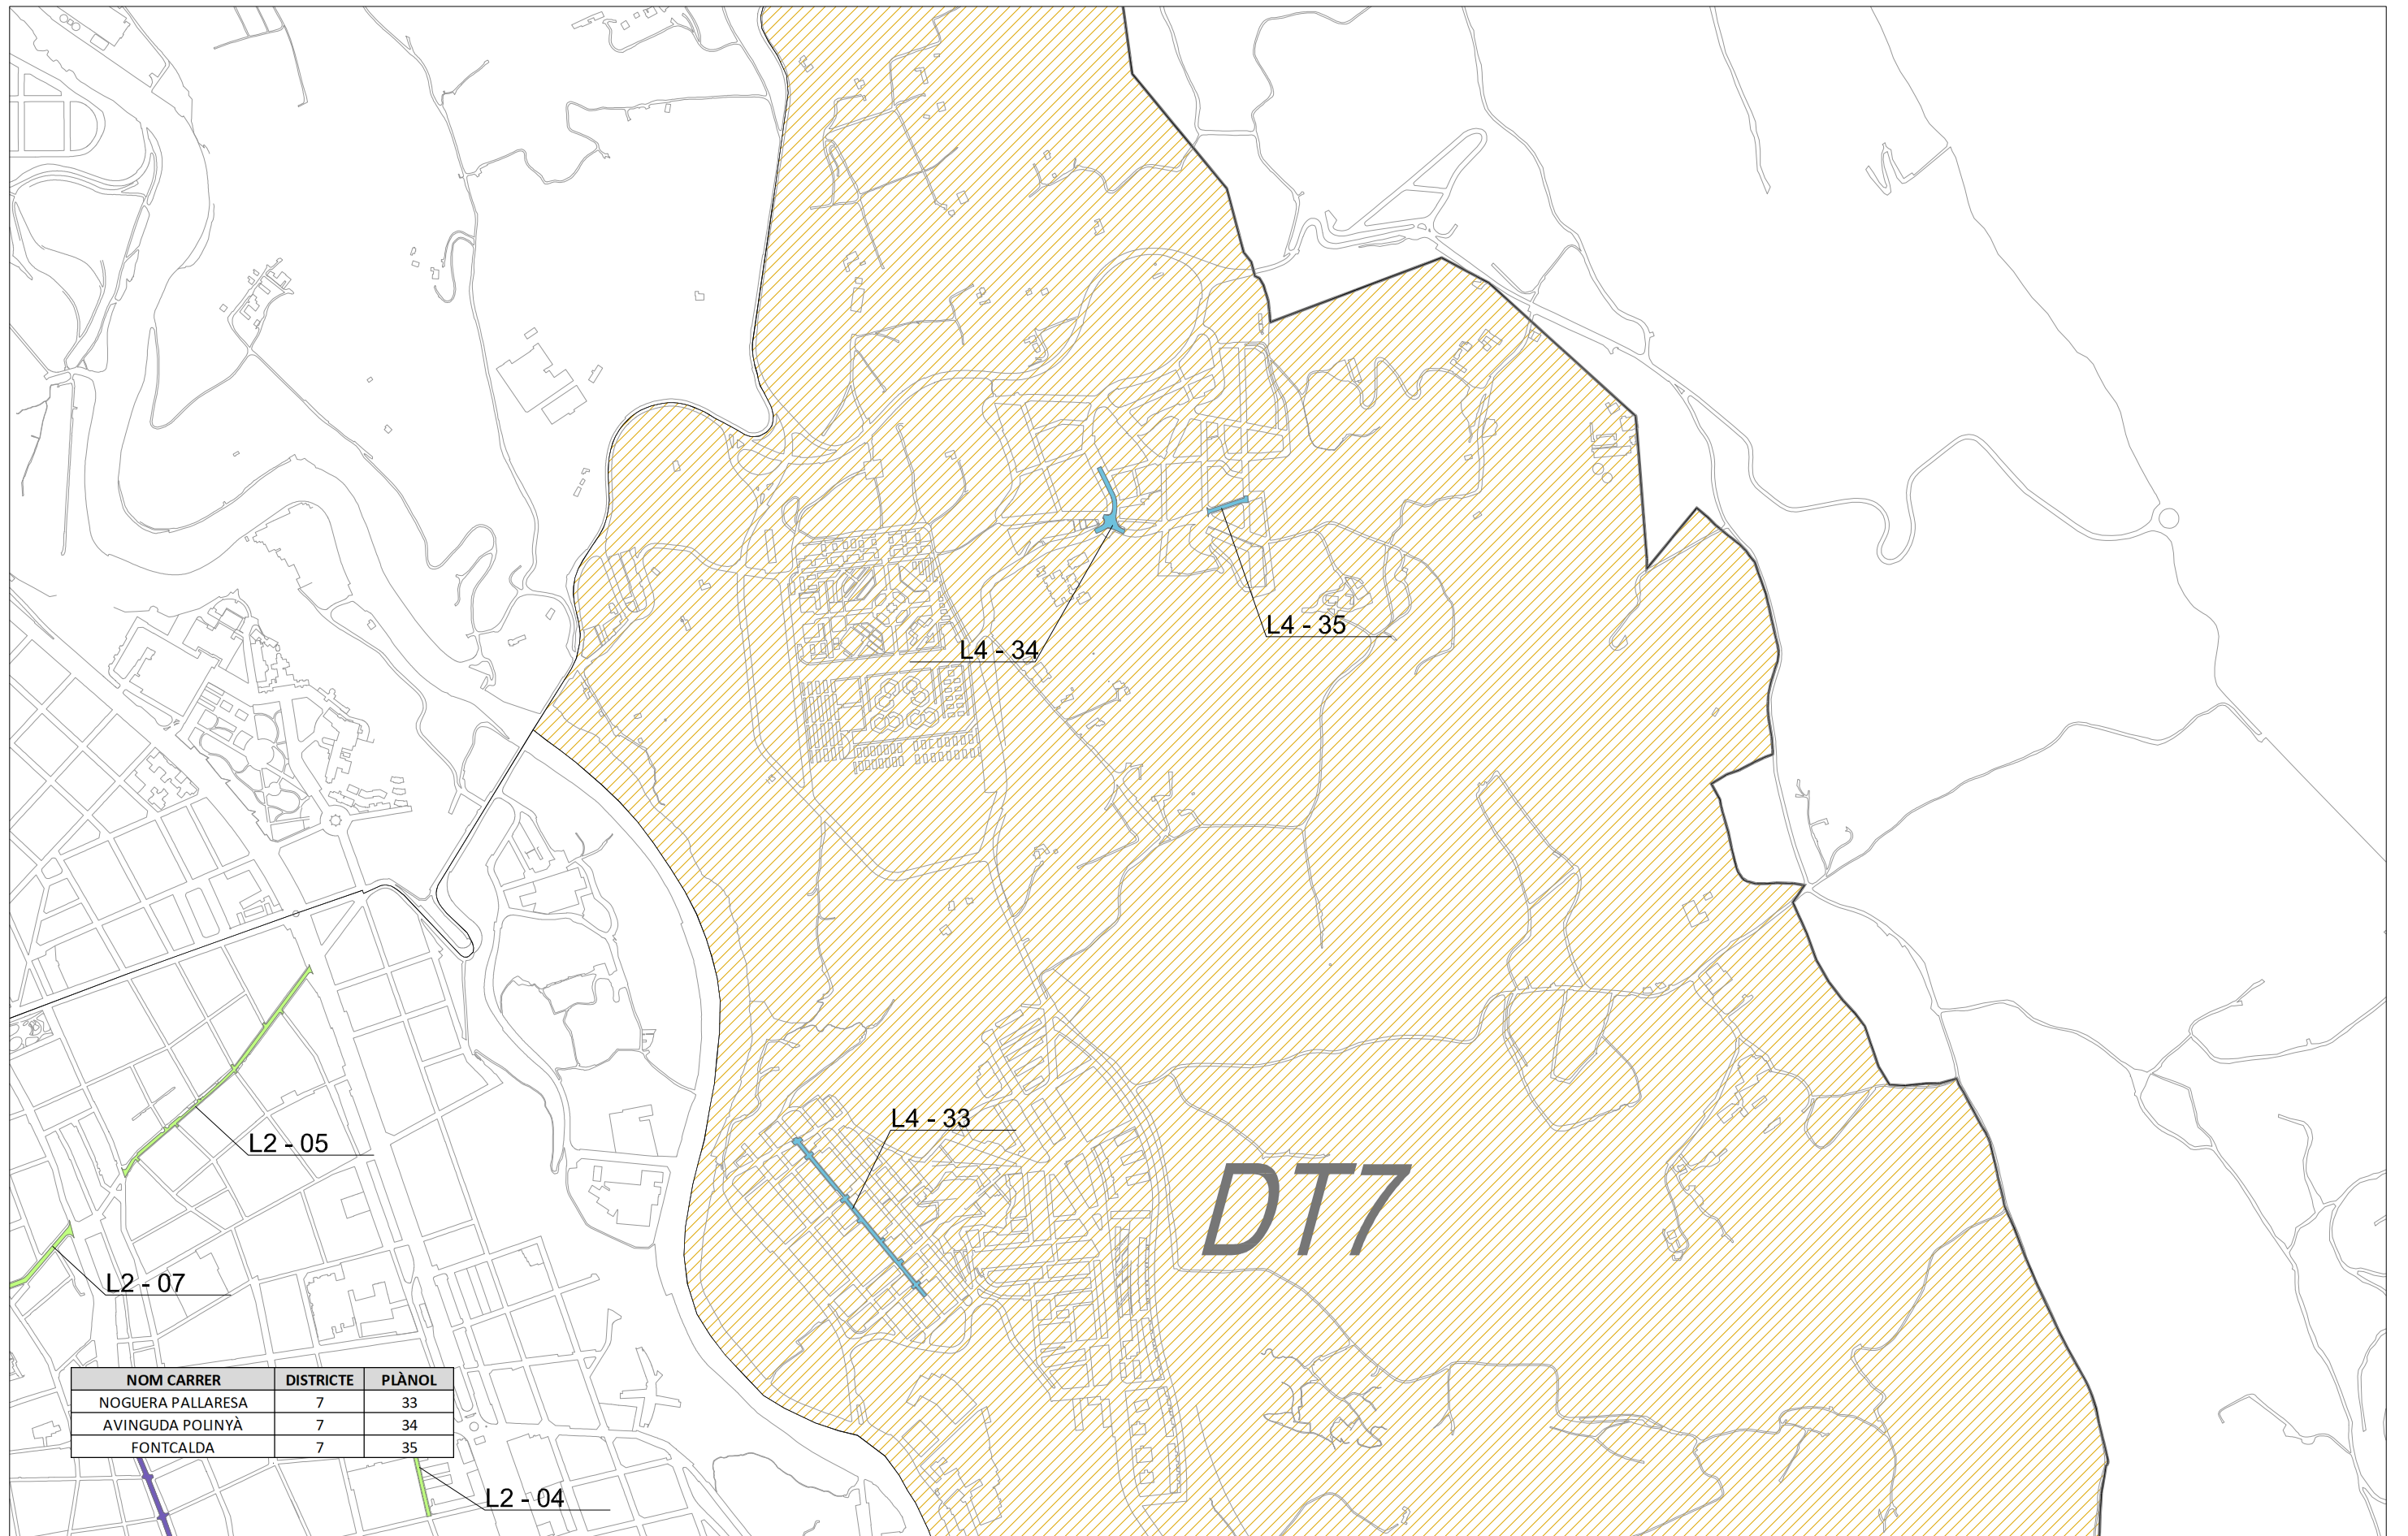 L4 - 35
L4 - 34
L4 - 33
L2 - 05
DT7
L2 - 07
NOM CARRER DISTRICTE PLÀNOL
NOGUERA PALLARESA 7 33
AVINGUDA POLINYÀ 7 34
FONTCALDA 7 35
L2 - 04